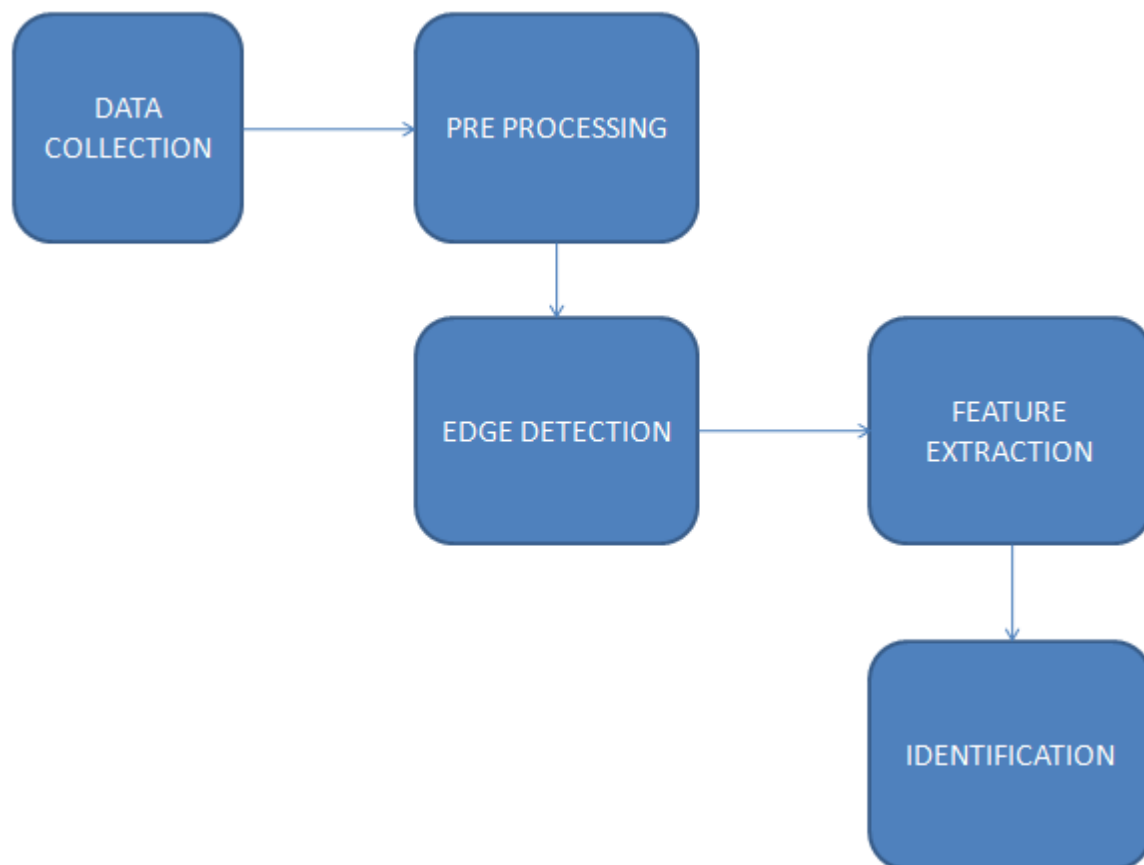 DATA
COLLECTION
PRE PROCESSING
EDGE DETECTION
FEATURE
EXTRACTION
IDENTIFICATION